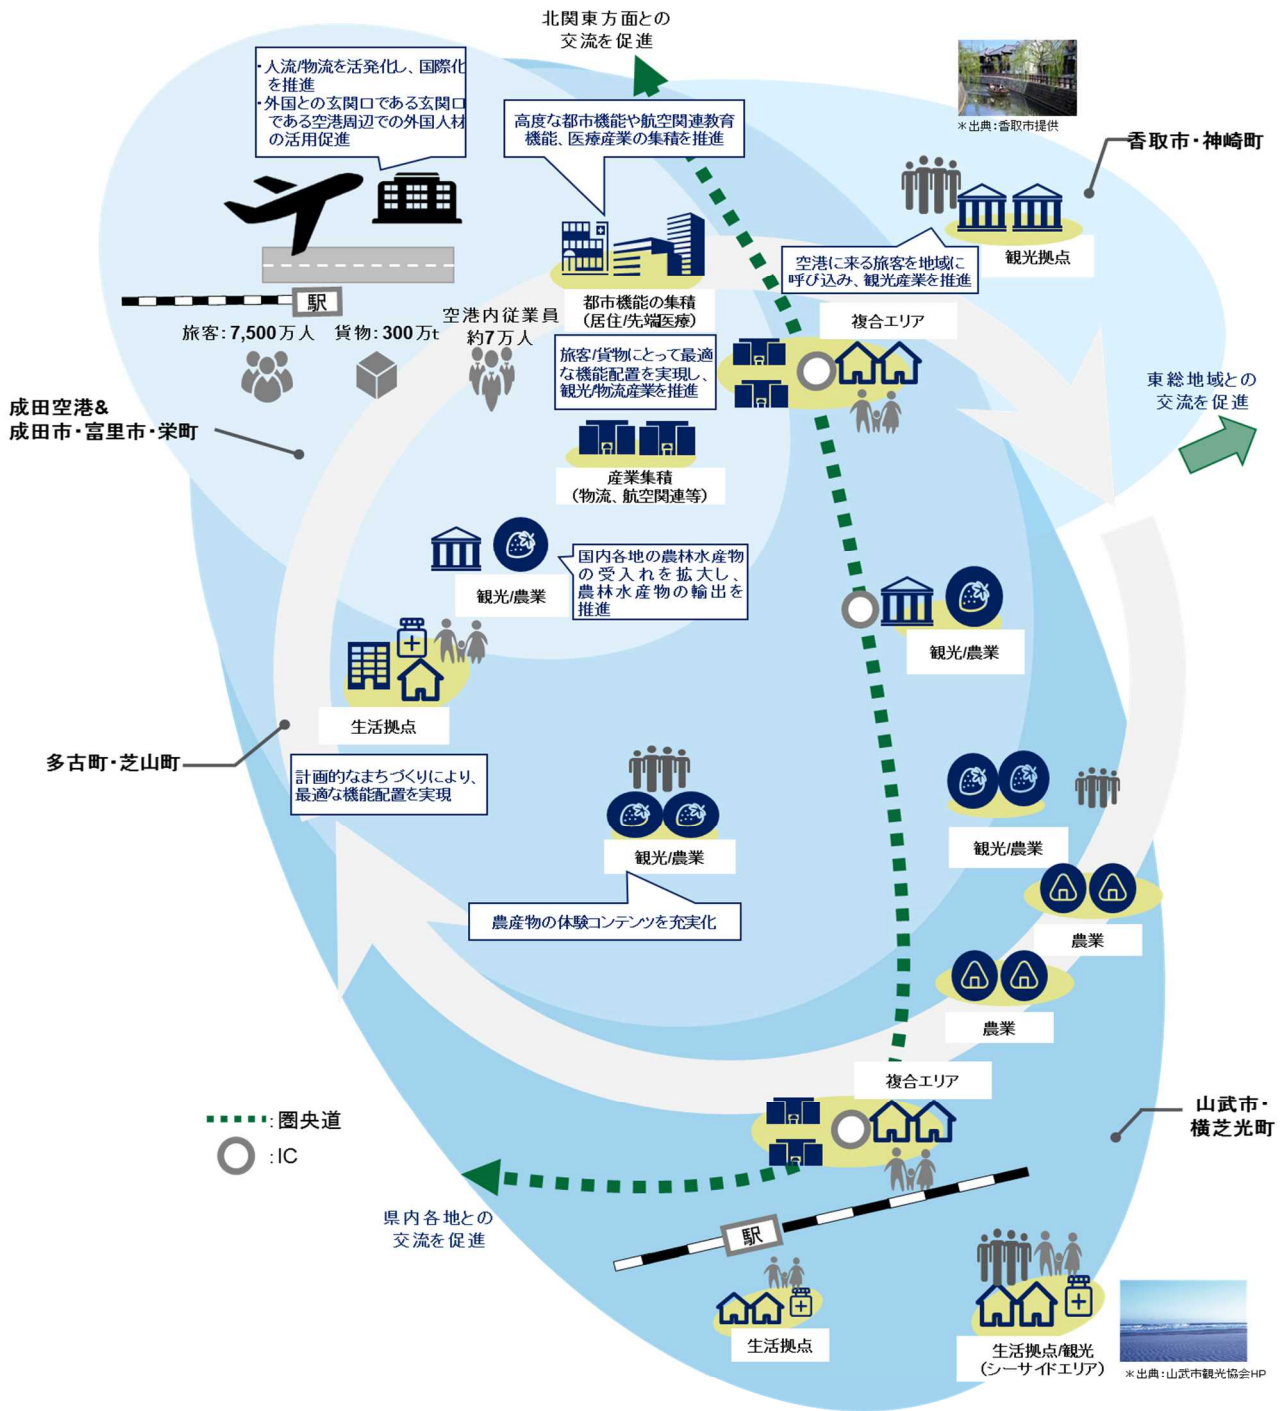 北関東方面との
交流を促進
・人流/物流を活発化し、国際化
を推進
・外国との玄関口である玄関口
である空港周辺での外国人材
の活用促進
高度な都市機能や航空関連教育
機能、医療産業の集積を推進
＊出典：香取市提供
香取市・神崎町
観光拠点
空港に来る旅客を地域に
呼び込み、観光産業を推進
駅
旅客：7,500万人
貨物：300万t
空港内従業員
約7万人
都市機能の集積
（居住/先端医療）
複合エリア
旅客/貨物にとって最適
な機能配置を実現し、
観光/物流産業を推進
東総地域との
交流を促進
成田空港&
成田市・富里市・栄町
産業集積
（物流、航空関連等）
国内各地の農林水産物
の受入れを拡大し、
農林水産物の輸出を
推進
観光/農業
観光/農業
生活拠点
多古町・芝山町
計画的なまちづくりにより、
最適な機能配置を実現
観光/農業
観光/農業
農産物の体験コンテンツを充実化
農業
農業
複合エリア
山武市・
横芝光町
：圏央道
：IC
県内各地との
交流を促進
駅
生活拠点
生活拠点/観光
（シーサイドエリア）
＊出典：山武市観光協会HP